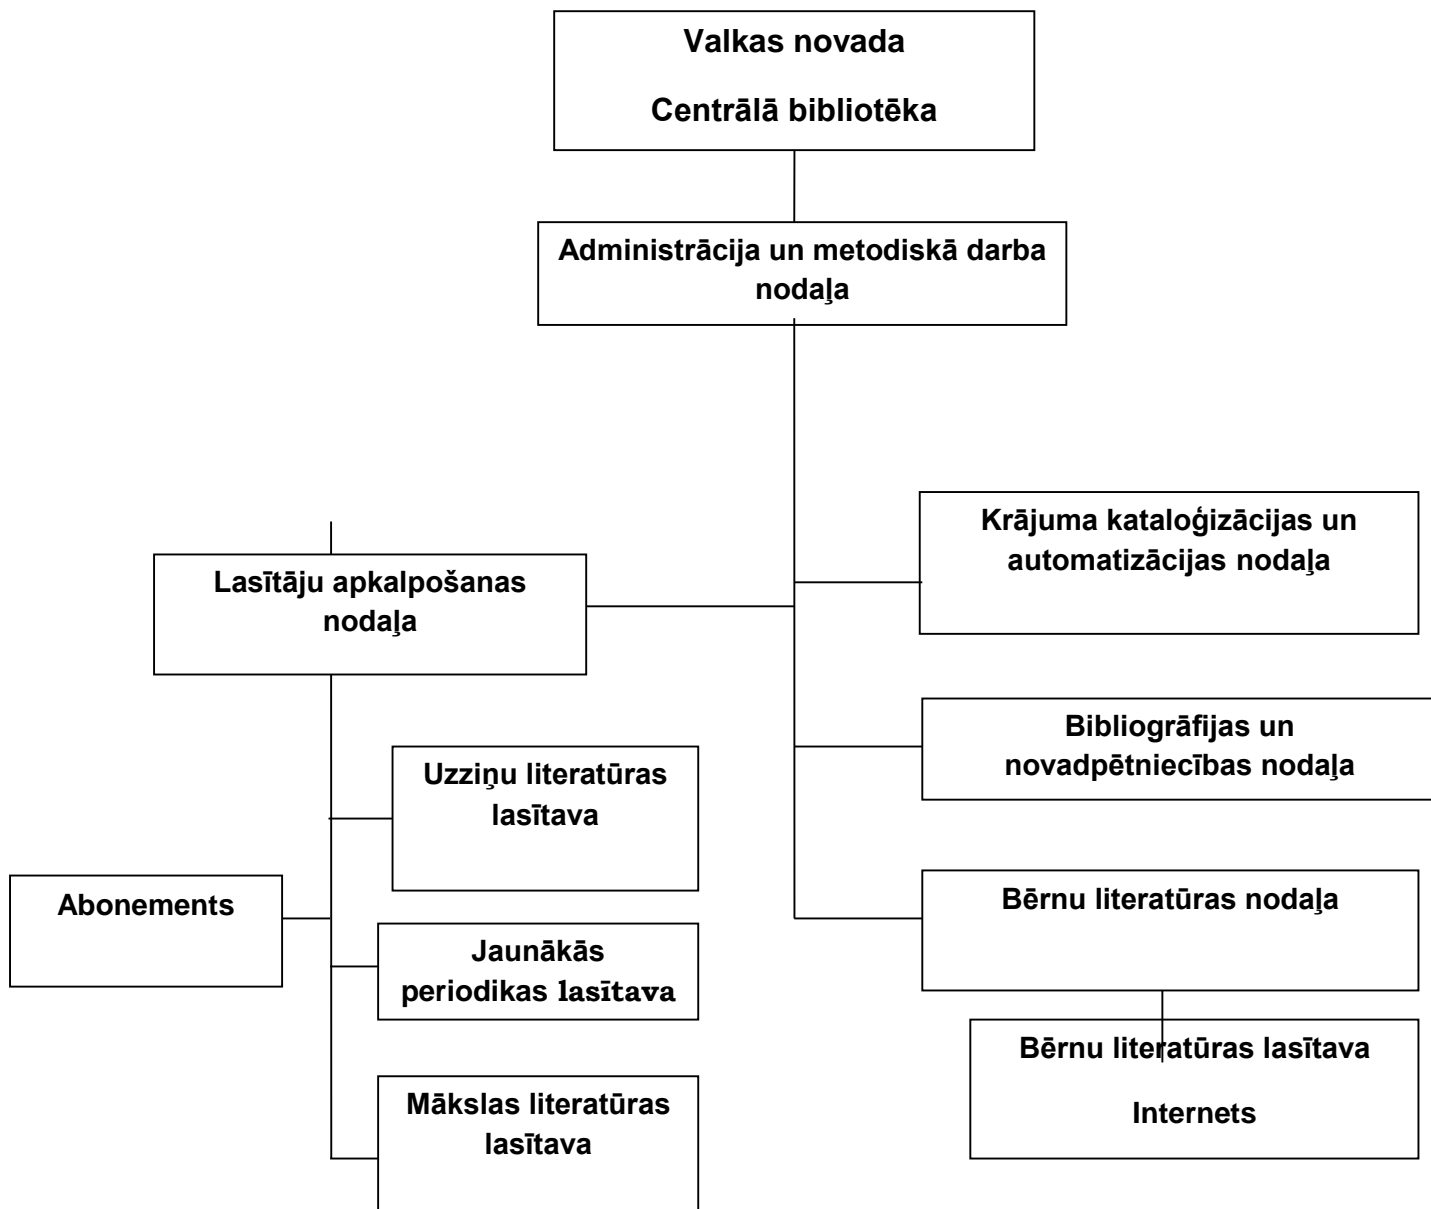 Valkas novada
Centrālā bibliotēka
Administrācija un metodiskā darba
nodaļa
Krājuma kataloģizācijas un
automatizācijas nodaļa
Lasītāju apkalpošanas
nodaļa
Bibliogrāfijas un
novadpētniecības nodaļa
Uzziņu literatūras
lasītava
Abonements
Bērnu literatūras nodaļa
Jaunākās
periodikas lasītava
Bērnu literatūras lasītava
Internets
Mākslas literatūras
lasītava